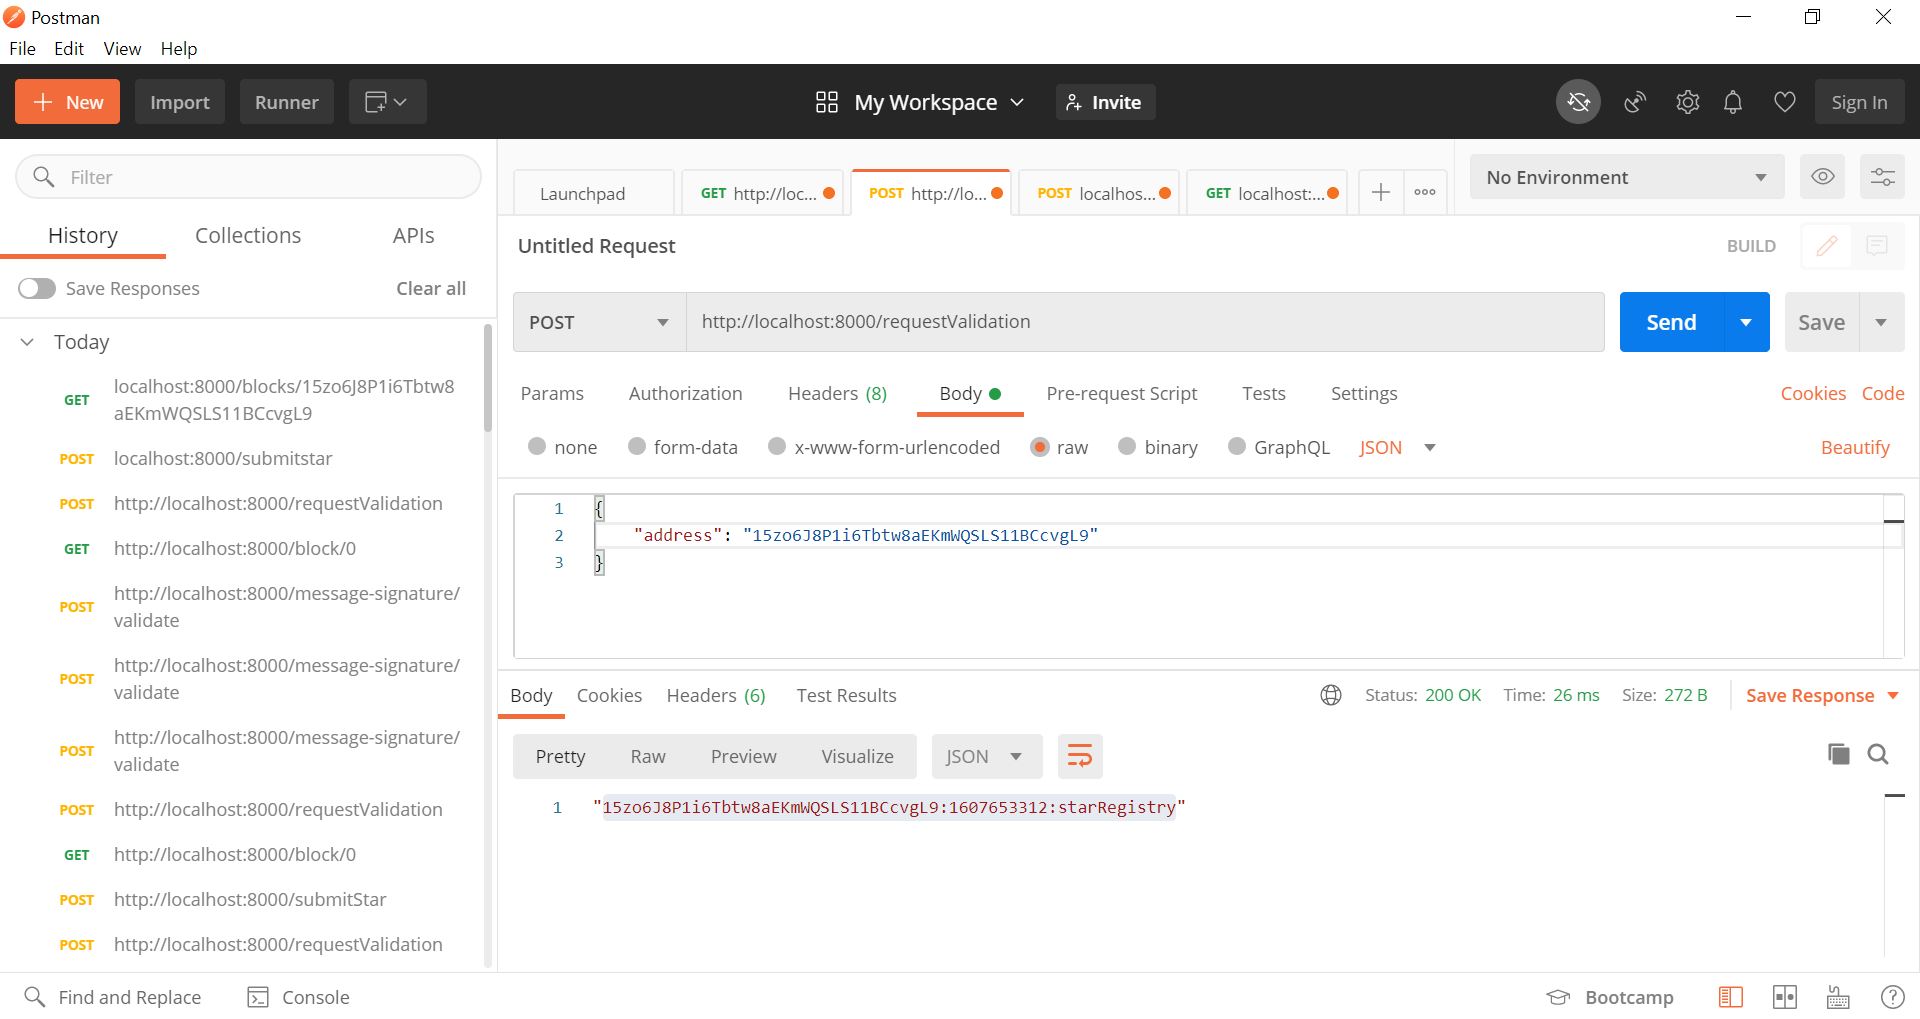 Postman
File Edit View Help
New Import Runner My Workspace Invite Sign In
Filter
History Collections APIs
Save Responses Clear all
Today
GET localhost:8000/blocks/15zo6J8P1i6Tbtw8
aEKmWQSLS11BCcvgL9
POST localhost:8000/submitstar
POST http://localhost:8000/requestValidation
GET http://localhost:8000/block/0
POST http://localhost:8000/message-signature/
validate
POST http://localhost:8000/message-signature/
validate
POST http://localhost:8000/message-signature/
validate
POST http://localhost:8000/requestValidation
GET http://localhost:8000/block/0
POST http://localhost:8000/submitStar
POST http://localhost:8000/requestValidation
Launchpad GET http://loc... POST http://lo... POST localhos... GET localhost:... No Environment
Untitled Request BUILD
POST http://localhost:8000/requestValidation Send Save
Params Authorization Headers (8) Body Pre-request Script Tests Settings Cookies Code
none form-data x-www-form-urlencoded raw binary GraphQL JSON Beautify
1 {
2 "address": "15zo6J8P1i6Tbtw8aEKmWQSLS11BCcvgL9"
3 }
Body Cookies Headers (6) Test Results Status: 200 OK Time: 26 ms Size: 272 B Save Response
Pretty Raw Preview Visualize JSON
1 "15zo6J8P1i6Tbtw8aEKmWQSLS11BCcvgL9:1607653312:starRegistry"
Find and Replace Console Bootcamp